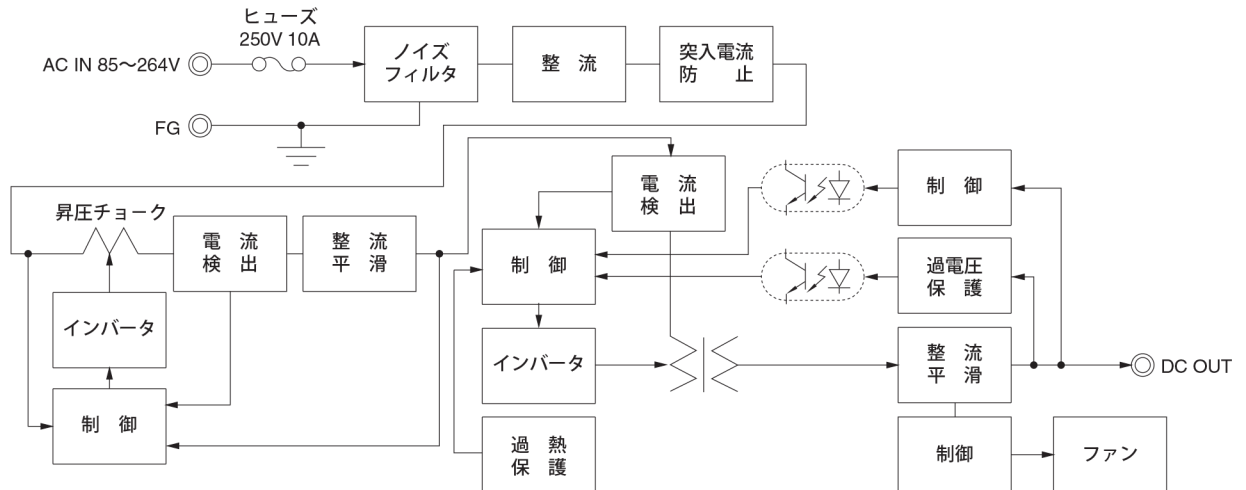 ヒューズ
250V 10A
AC IN 85〜264V
ノイズ
フィルタ
整 流
突入電流
防 止
FG
電 流
検 出
制 御
昇圧チョーク
電 流
検 出
整 流
平 滑
制 御
過電圧
保 護
インバータ
インバータ
整 流
平 滑
DC OUT
制 御
過 熱
保 護
制御
ファン